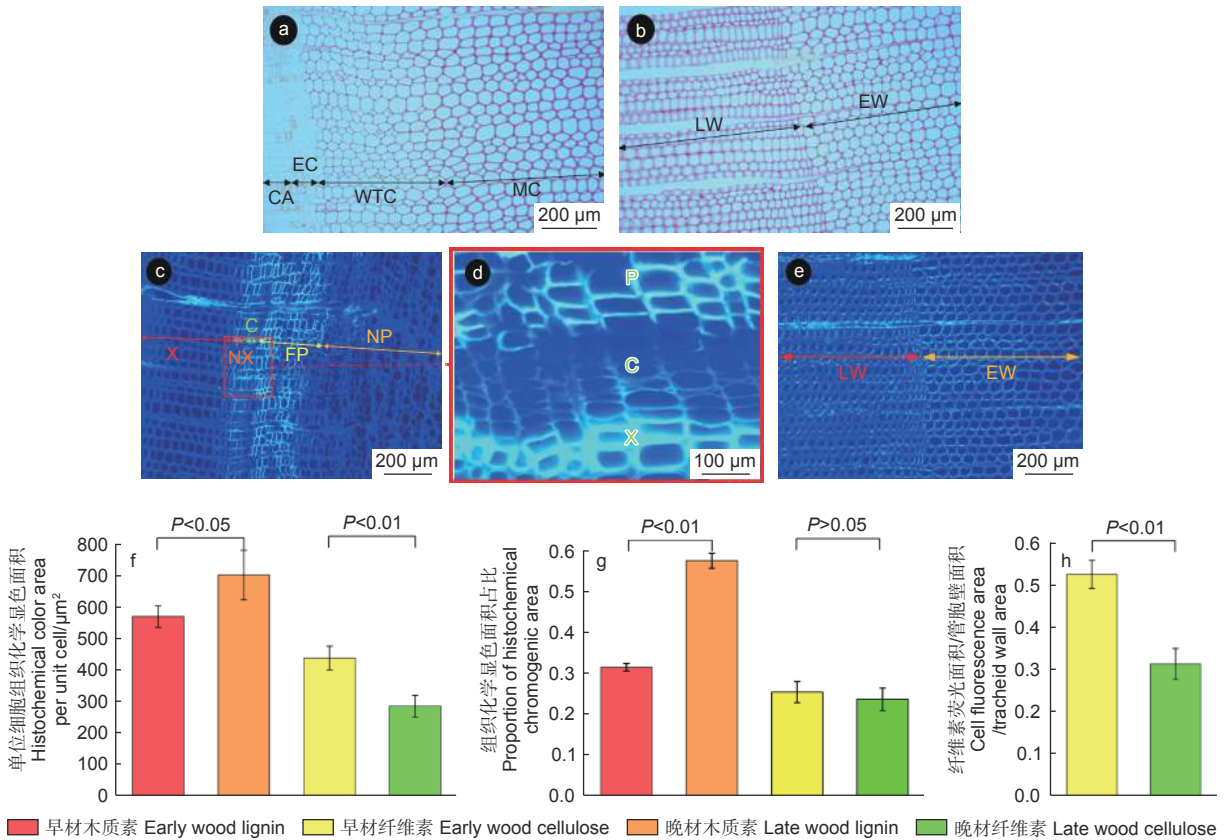 a
EC
CA
WTC
MC
200 μm
b
LW
EW
200 μm
c
C
X
NX
FP
NP
200 μm
d
P
C
X
100 μm
e
LW
EW
200 μm
f
单位细胞组织化学显色面积
Histochemical color area
per unit cell/μm²
P<0.05
P<0.01
800
700
600
500
400
300
200
100
0
g
组织化学显色面积占比
Proportion of histochemical
chromogenic area
P<0.01
P>0.05
0.6
0.5
0.4
0.3
0.2
0.1
0
h
纤维素荧光面积/管胞壁面积
Cell fluorescence area
/tracheid wall area
P<0.01
0.6
0.5
0.4
0.3
0.2
0.1
0
早材木质素 Early wood lignin
早材纤维素 Early wood cellulose
晚材木质素 Late wood lignin
晚材纤维素 Late wood cellulose